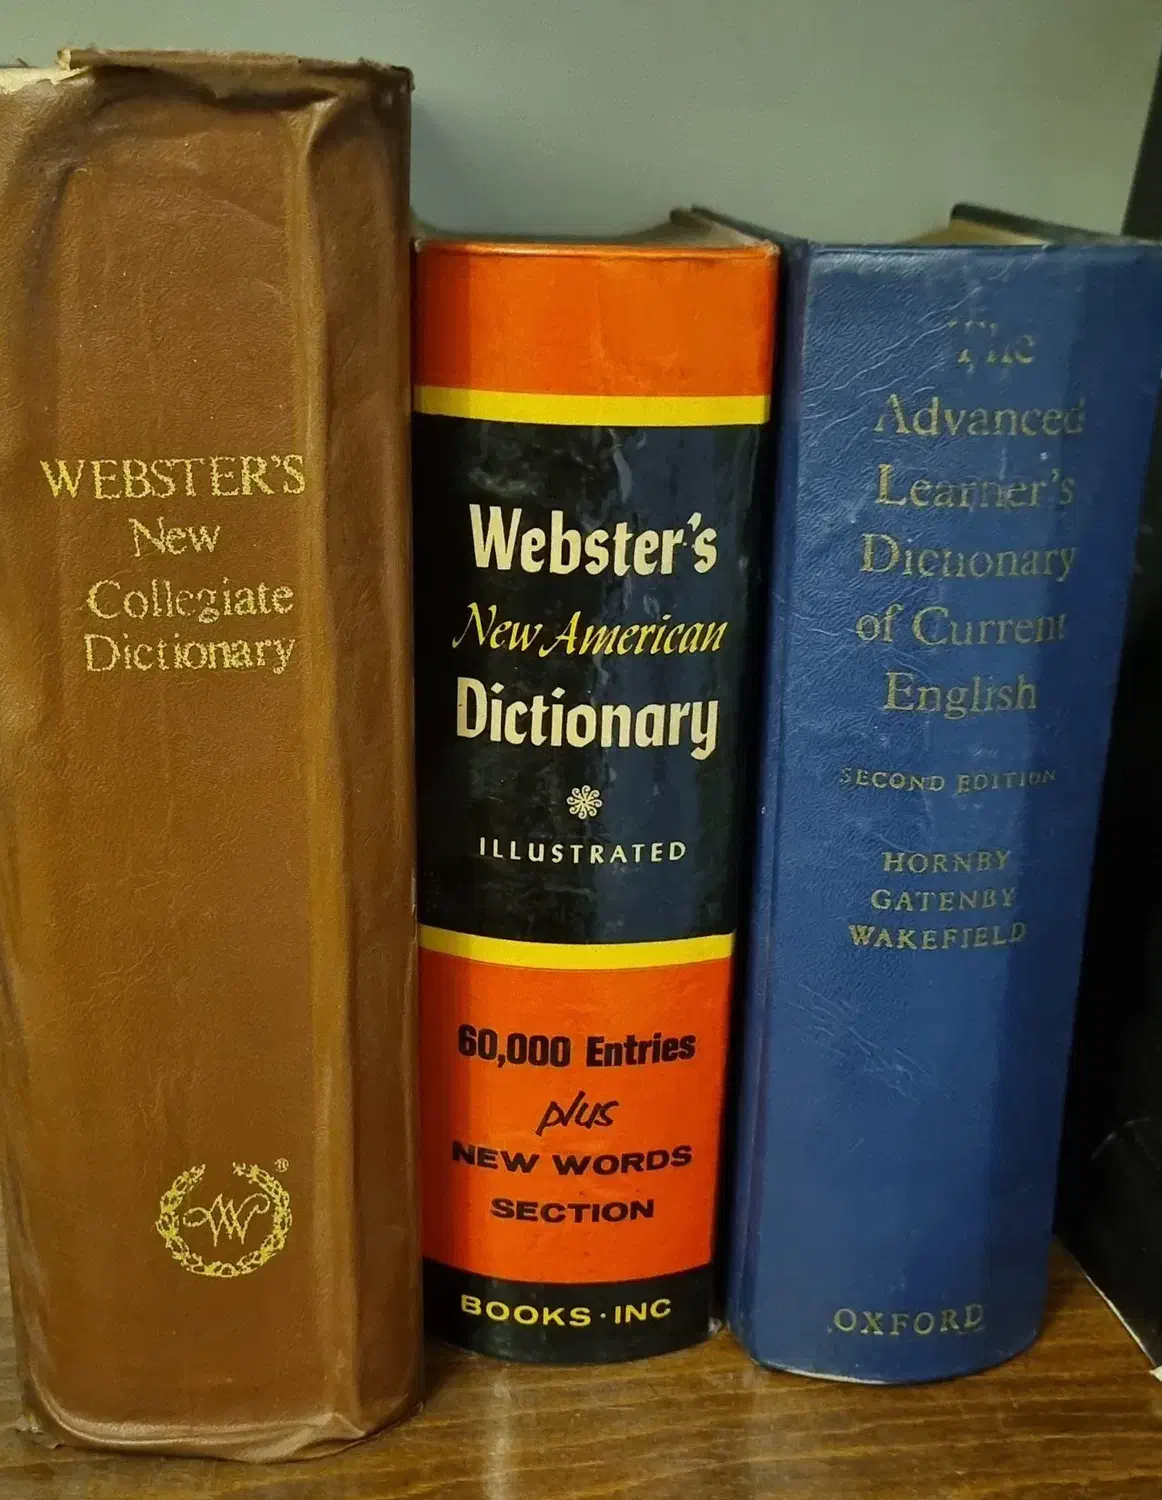 WEBSTER'S
New
Collegiate
Dictionary
W
®
Webster's
New American
Dictionary
ILLUSTRATED
60,000 Entries
plus
NEW WORDS
SECTION
BOOKS · INC
The
Advanced
Learner's
Dictionary
of Current
English
SECOND EDITION
HORNBY
GATENBY
WAKEFIELD
OXFORD